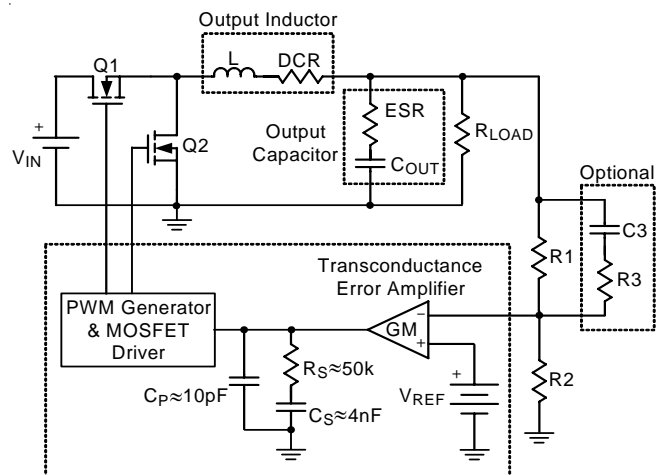 Output Inductor
Q1
L
DCR
+
VIN
Q2
ESR
Output
Capacitor
COUT
RLOAD
Optional
C3
R1
R3
Transconductance
Error Amplifier
PWM Generator
& MOSFET
Driver
GM
−
+
RS≈50k
CP≈10pF
CS≈4nF
+
VREF
R2